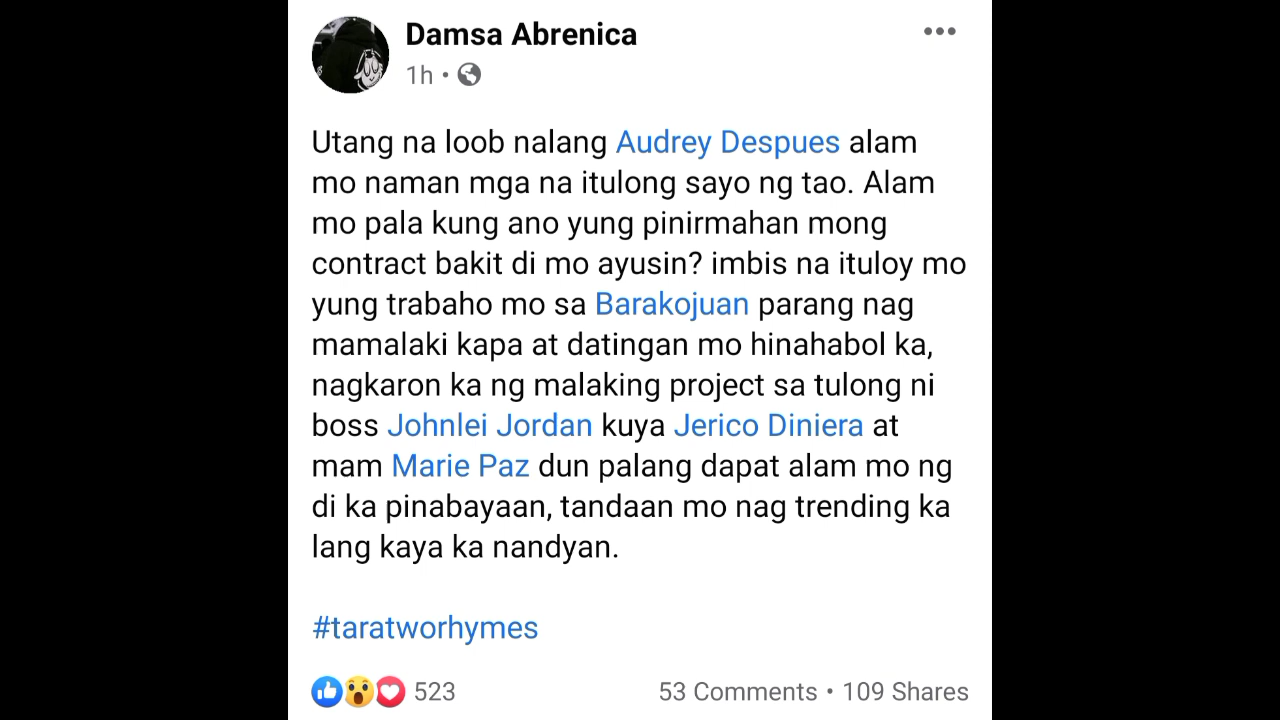 Damsa Abrenica
1h •
Utang na loob nalang Audrey Despues alam
mo naman mga na itulong sayo ng tao. Alam
mo pala kung ano yung pinirmahan mong
contract bakit di mo ayusin? imbis na ituloy mo
yung trabaho mo sa Barakojuan parang nag
mamalaki kapa at datingan mo hinahabol ka,
nagkaron ka ng malaking project sa tulong ni
boss Johnlei Jordan kuya Jerico Diniera at
mam Marie Paz dun palang dapat alam mo ng
di ka pinabayaan, tandaan mo nag trending ka
lang kaya ka nandyan.
#taratworhymes
523 53 Comments • 109 Shares